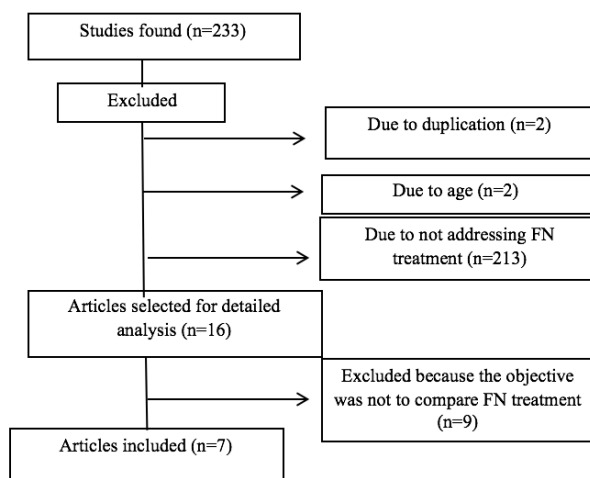 Studies found (n=233)
Excluded
Due to duplication (n=2)
Due to age (n=2)
Due to not addressing FN
treatment (n=213)
Articles selected for detailed
analysis (n=16)
Excluded because the objective
was not to compare FN treatment
(n=9)
Articles included (n=7)